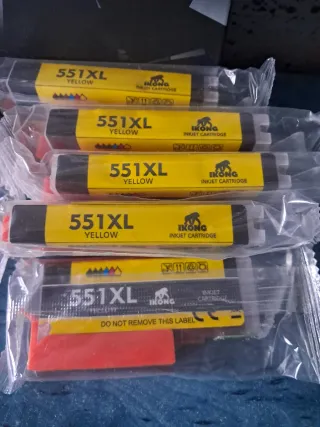 551XL
YELLOW
IKONG
INKJET CARTRIDGE
551XL
YELLOW
IKONG
INKJET CARTRIDGE
551XL
YELLOW
IKONG
INKJET CARTRIDGE
551XL
YELLOW
IKONG
INKJET CARTRIDGE
551XL
IKONG
INKJET
CARTRIDGE
DO NOT REMOVE THIS LABEL